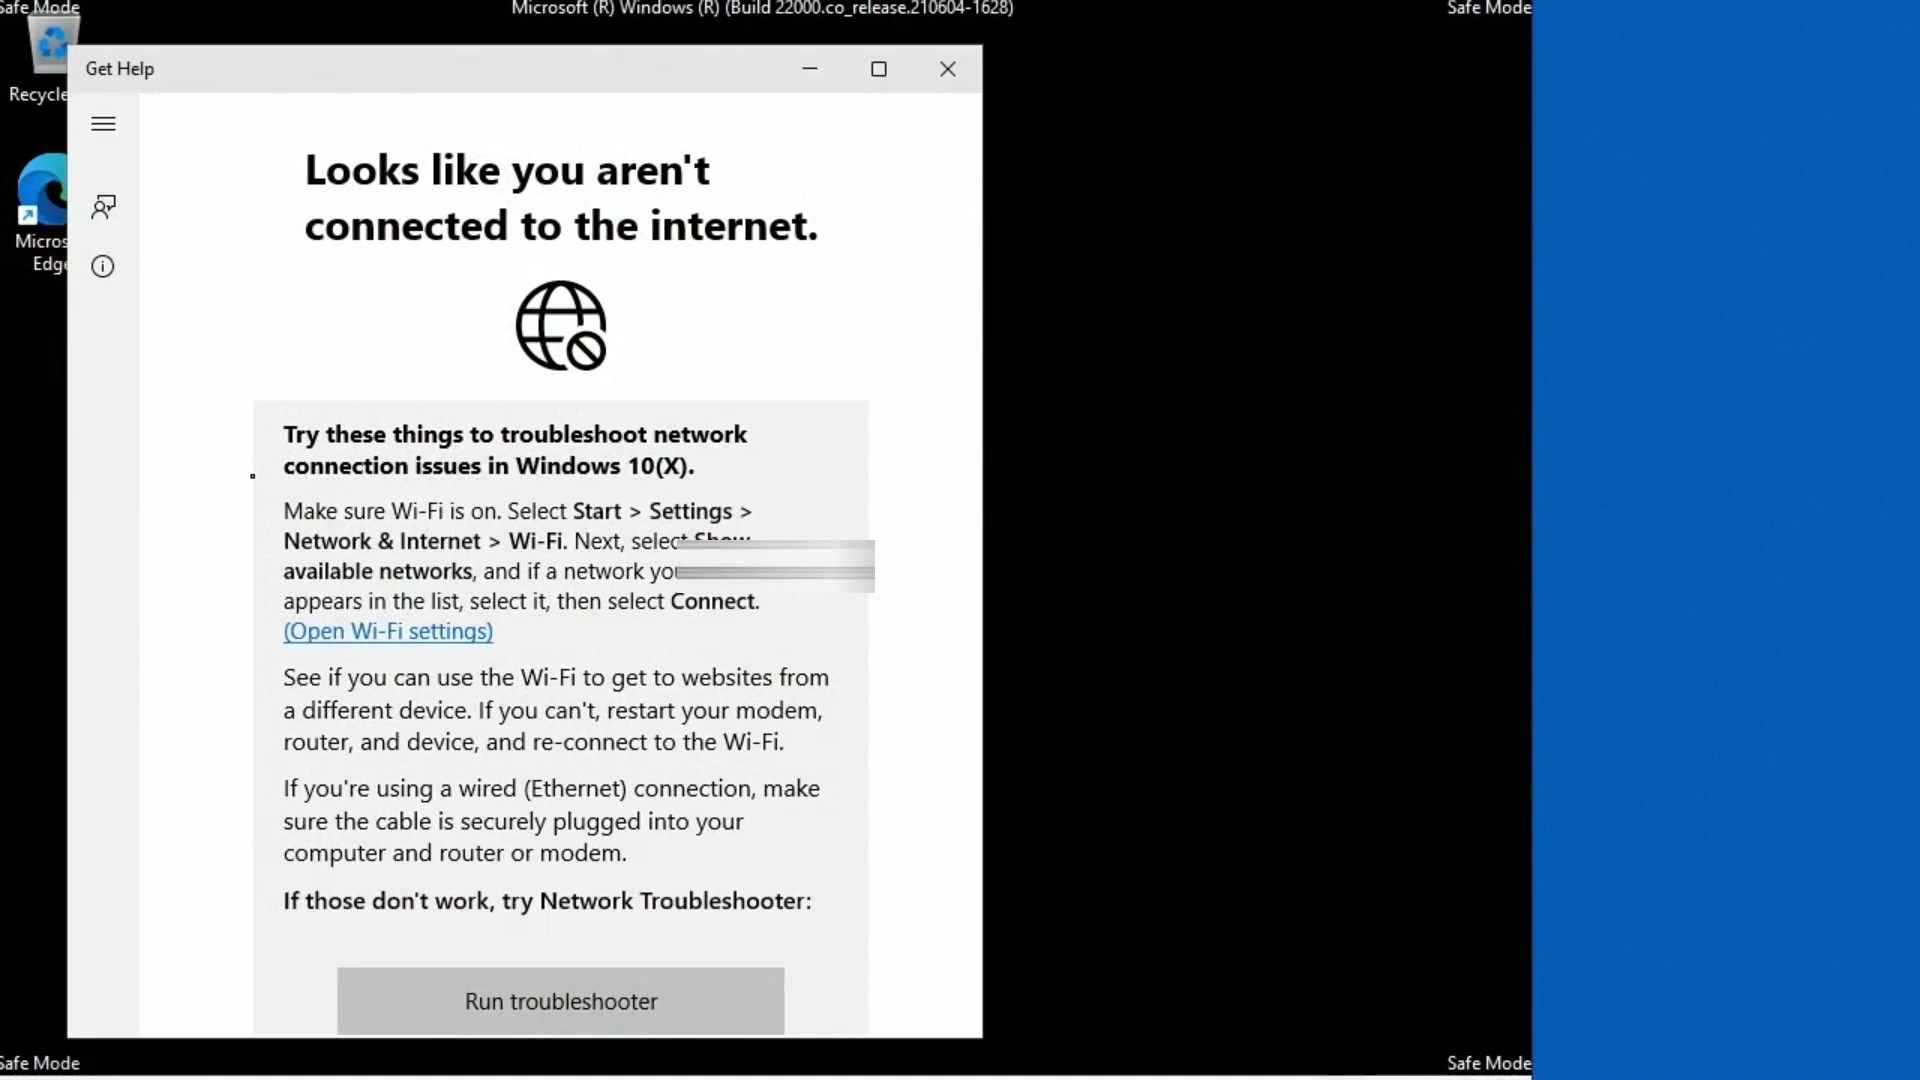 Safe Mode
Microsoft (R) Windows (R) (Build 22000.co_release.210604-1628)
Safe Mode
Recycle
Micros
Edge
Get Help
Looks like you aren't
connected to the internet.
Try these things to troubleshoot network
connection issues in Windows 10(X).
Make sure Wi-Fi is on. Select Start > Settings >
Network & Internet > Wi-Fi. Next, select Show
available networks, and if a network you
appears in the list, select it, then select Connect.
(Open Wi-Fi settings)
See if you can use the Wi-Fi to get to websites from
a different device. If you can't, restart your modem,
router, and device, and re-connect to the Wi-Fi.
If you're using a wired (Ethernet) connection, make
sure the cable is securely plugged into your
computer and router or modem.
If those don't work, try Network Troubleshooter:
Run troubleshooter
Safe Mode
Safe Mode